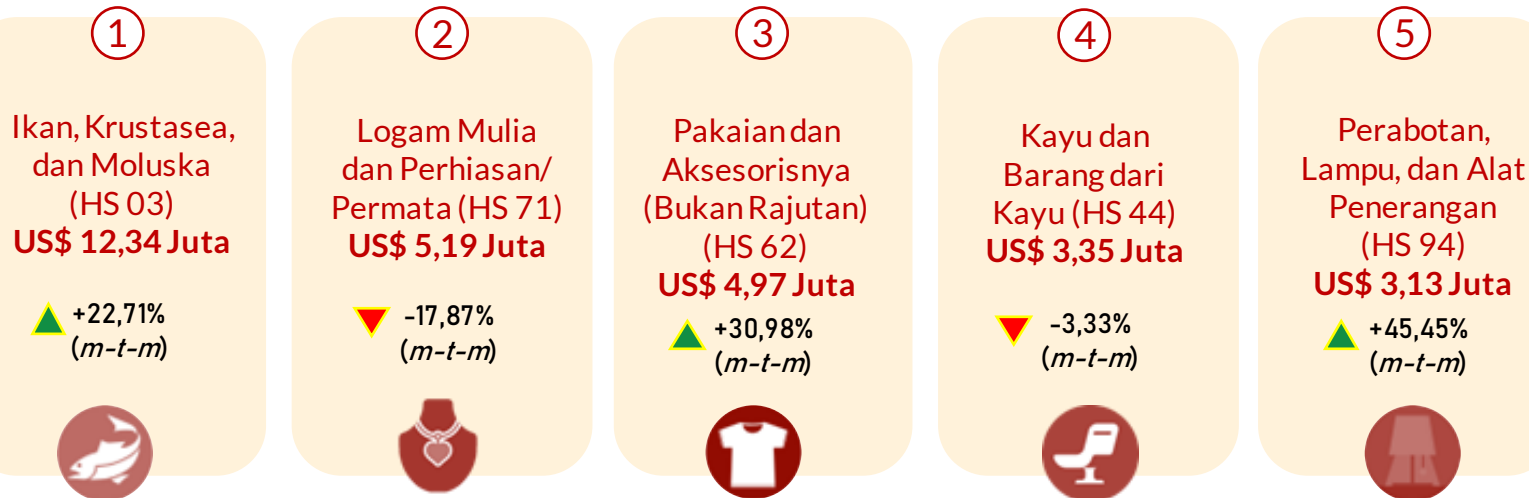 1
Ikan, Krustasea,
dan Moluska
(HS 03)
US$ 12,34 Juta
+22,71%
(m-t-m)
2
Logam Mulia
dan Perhiasan/
Permata (HS 71)
US$ 5,19 Juta
-17,87%
(m-t-m)
3
Pakaian dan
Aksesorisnya
(Bukan Rajutan)
(HS 62)
US$ 4,97 Juta
+30,98%
(m-t-m)
4
Kayu dan
Barang dari
Kayu (HS 44)
US$ 3,35 Juta
-3,33%
(m-t-m)
5
Perabotan,
Lampu, dan Alat
Penerangan
(HS 94)
US$ 3,13 Juta
+45,45%
(m-t-m)